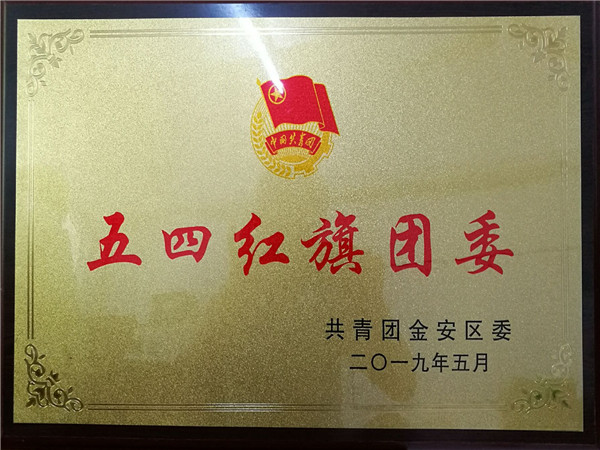 中国共青团
五四红旗团委
共青团金安区委
二〇一九年五月